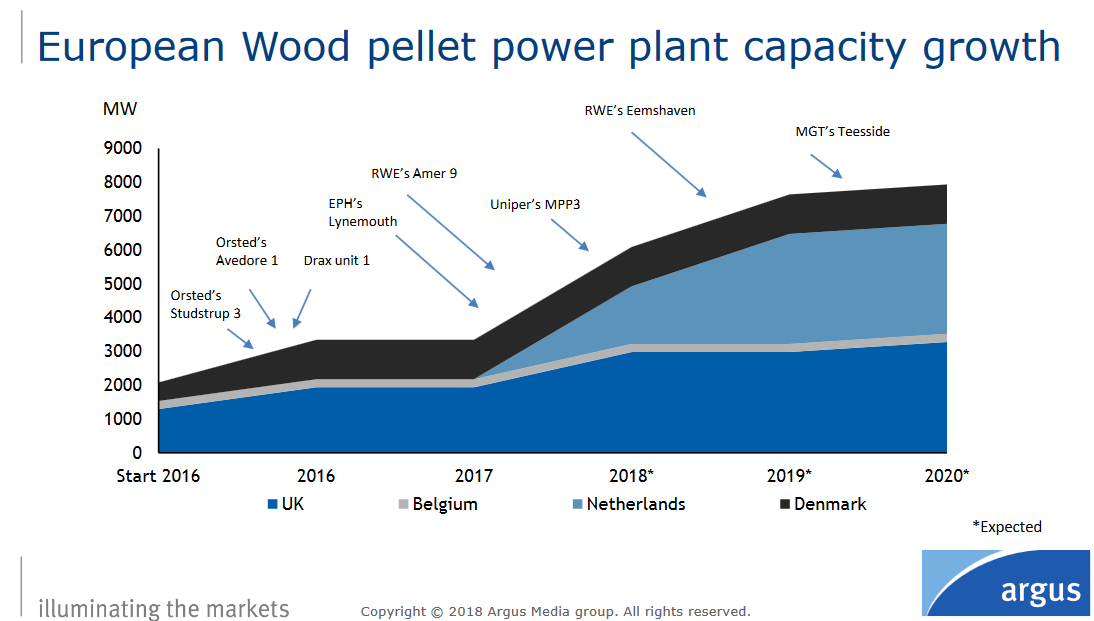 European Wood pellet power plant capacity growth
MW
RWE's Eemshaven
MGT's Teesside
9000
8000
7000
6000
5000
4000
3000
2000
1000
0
RWE's Amer 9
EPH's
Lynemouth
Uniper's MPP3
Orsted's
Avedore 1
Drax unit 1
Orsted's
Studstrup 3
Start 2016 2016 2017 2018* 2019* 2020*
UK Belgium Netherlands Denmark
*Expected
illuminating the markets
Copyright © 2018 Argus Media group. All rights reserved.
argus